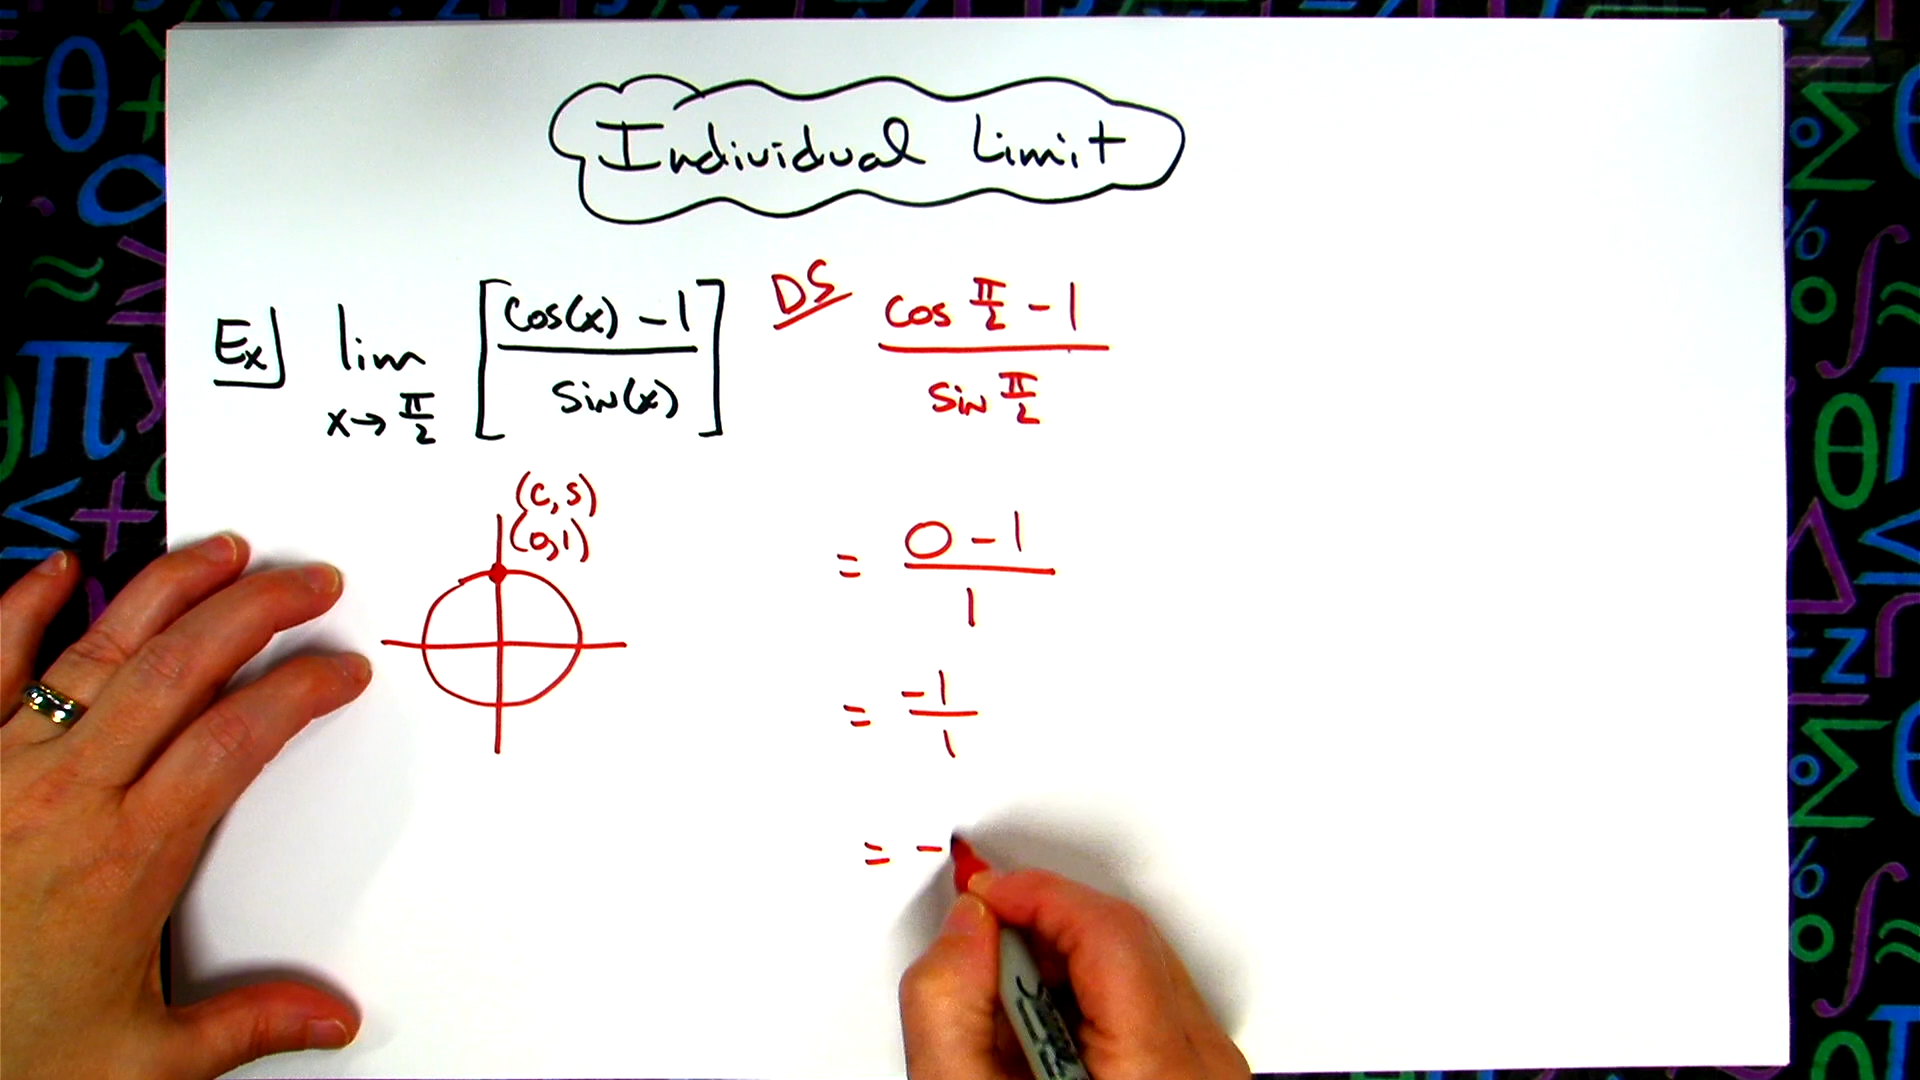 Individual Limit
Ex] lim x→π/2 [cos(x) - 1 / sin(x)] DS cos π/2 - 1 / sin π/2
(c, s)
(0,1)
= 0 - 1 / 1
= -1 / 1
= -